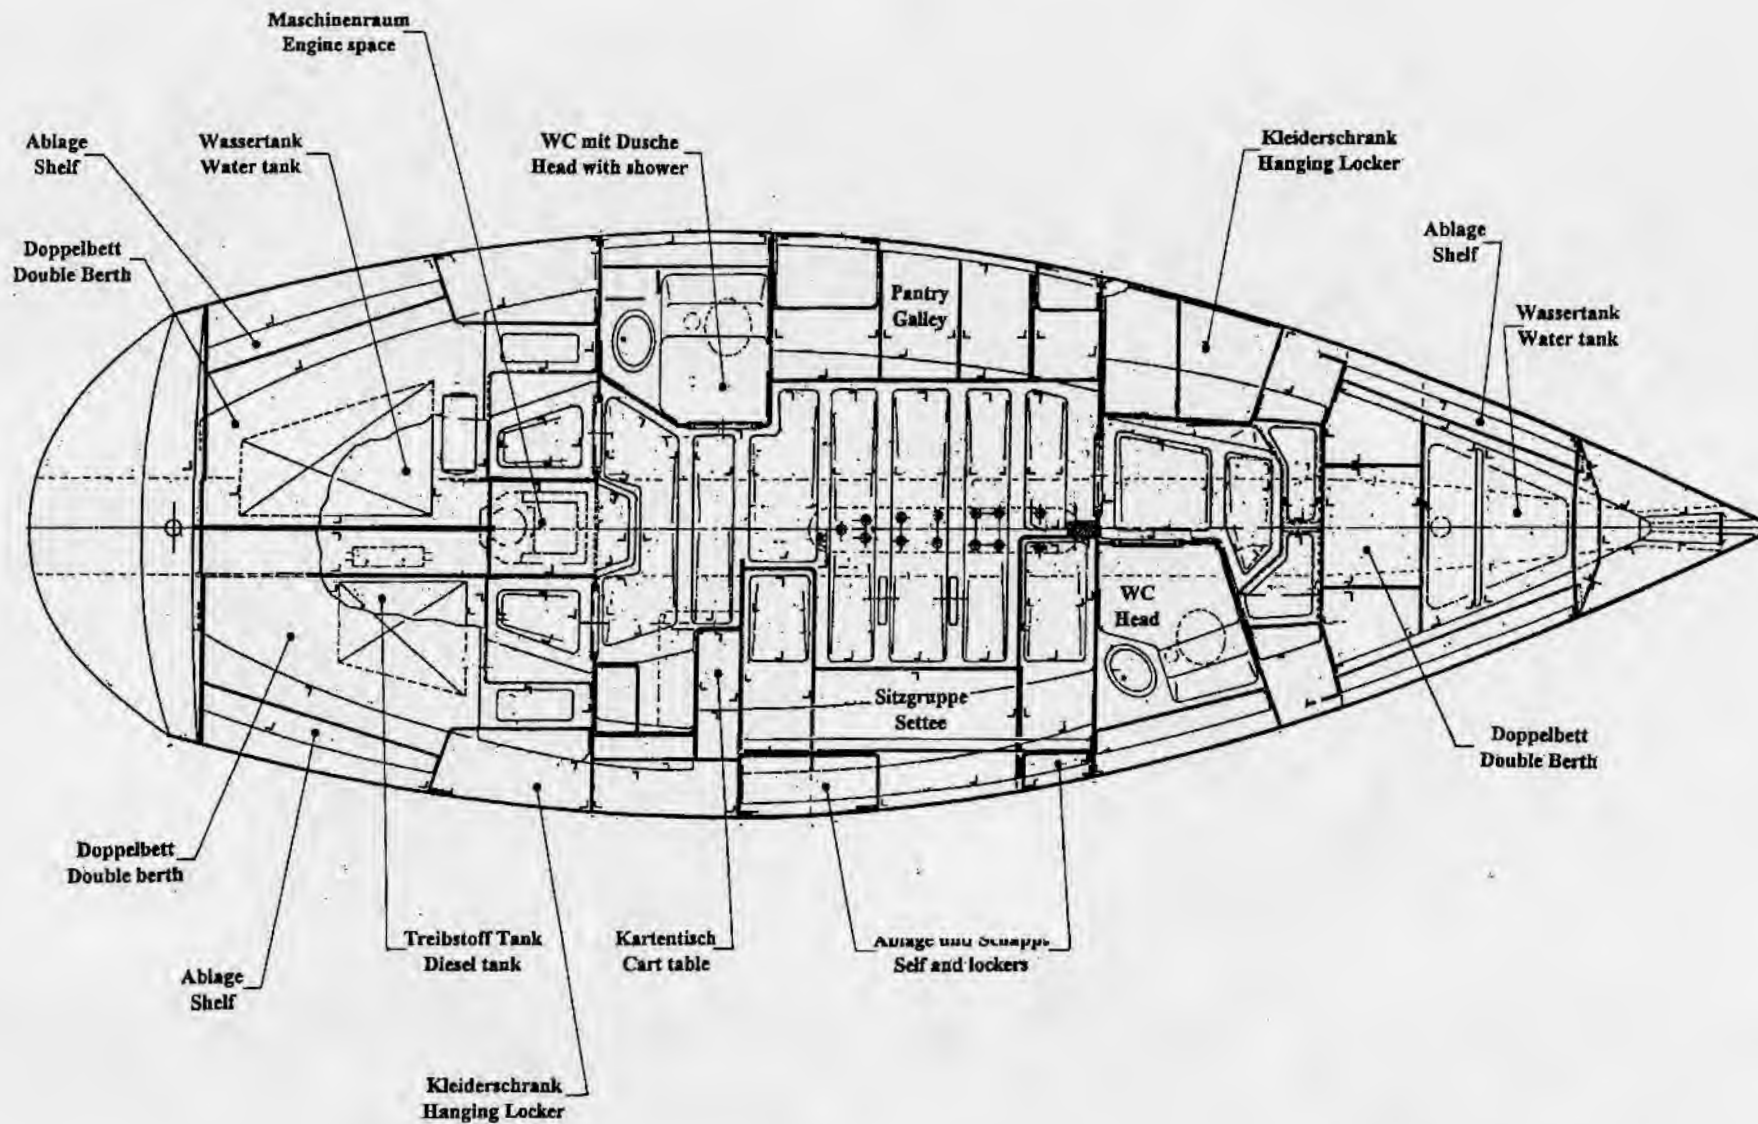 Maschinenraum
Engine space
Ablage
Shelf
Wassertank
Water tank
WC mit Dusche
Head with shower
Kleiderschrank
Hanging Locker
Ablage
Shelf
Doppelbett
Double Berth
Wassertank
Water tank
Pantry
Galley
WC
Head
Sitzgruppe
Settee
Doppelbett
Double Berth
Doppelbett
Double berth
Treibstoff Tank
Diesel tank
Kartentisch
Cart table
Ablage und
Self and lockers
Ablage
Shelf
Kleiderschrank
Hanging Locker